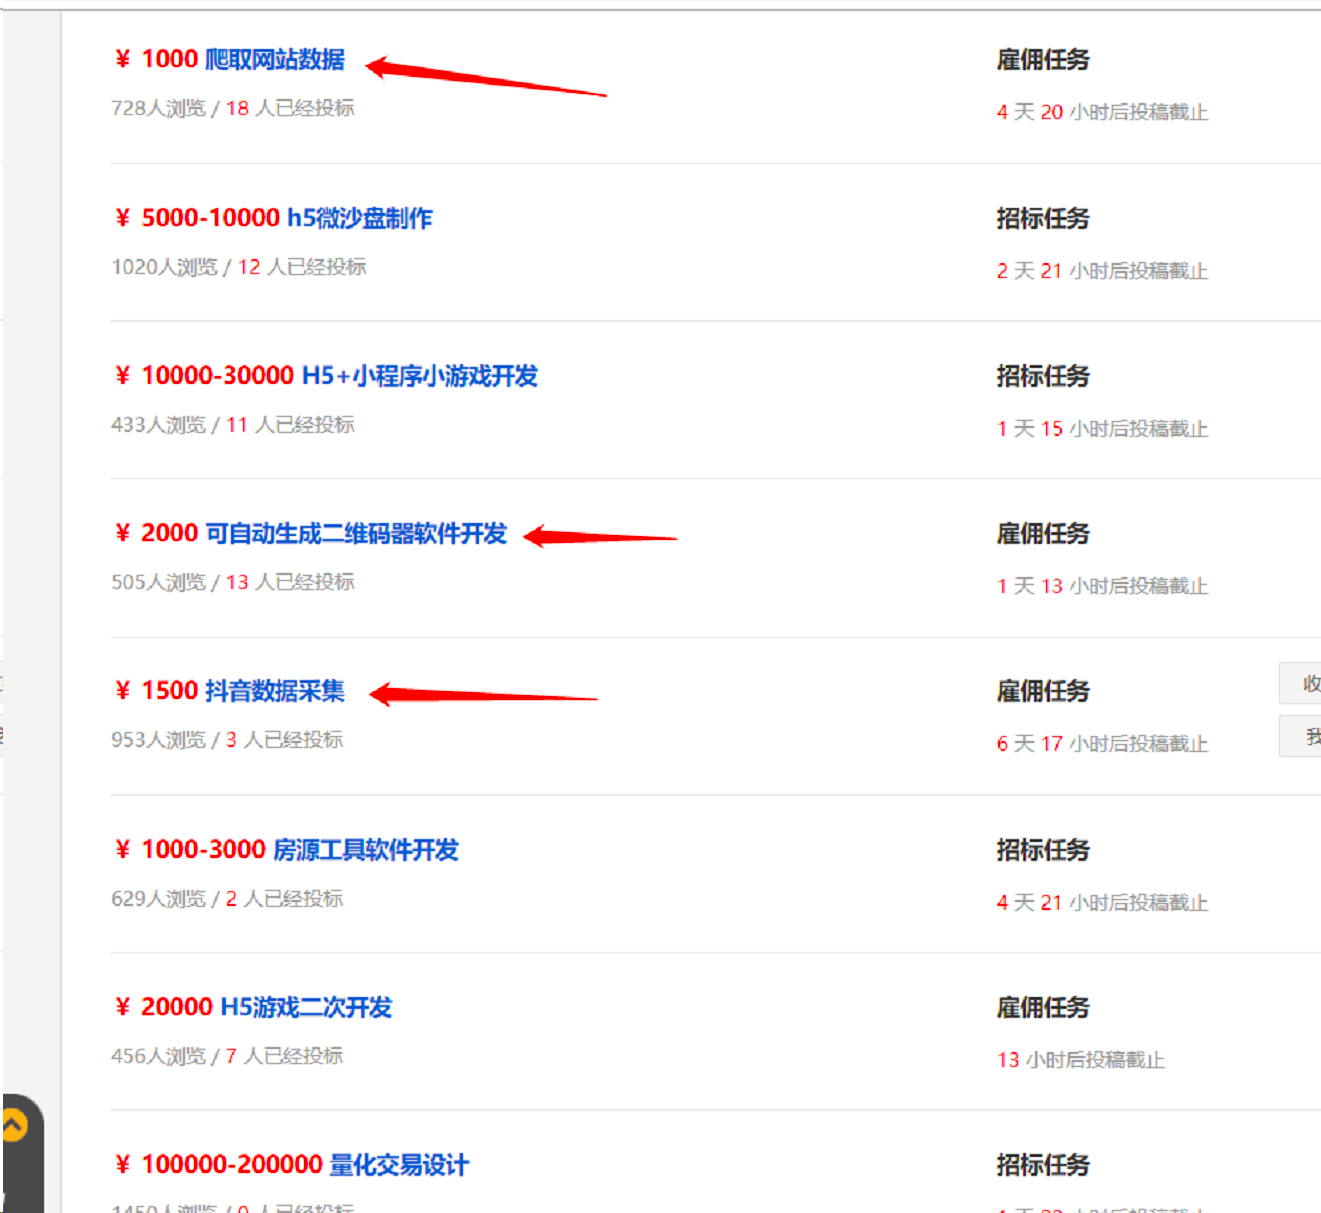 ¥ 1000 爬取网站数据
雇佣任务
728人浏览 / 18 人已经投标
4 天 20 小时后投稿截止
¥ 5000-10000 h5微沙盘制作
招标任务
1020人浏览 / 12 人已经投标
2 天 21 小时后投稿截止
¥ 10000-30000 H5+小程序小游戏开发
招标任务
433人浏览 / 11 人已经投标
1 天 15 小时后投稿截止
¥ 2000 可自动生成二维码器软件开发
雇佣任务
505人浏览 / 13 人已经投标
1 天 13 小时后投稿截止
¥ 1500 抖音数据采集
雇佣任务
收
953人浏览 / 3 人已经投标
6 天 17 小时后投稿截止
我
¥ 1000-3000 房源工具软件开发
招标任务
629人浏览 / 2 人已经投标
4 天 21 小时后投稿截止
¥ 20000 H5游戏二次开发
雇佣任务
456人浏览 / 7 人已经投标
13 小时后投稿截止
¥ 100000-200000 量化交易设计
招标任务
1450人浏览 / 0 人已经投标